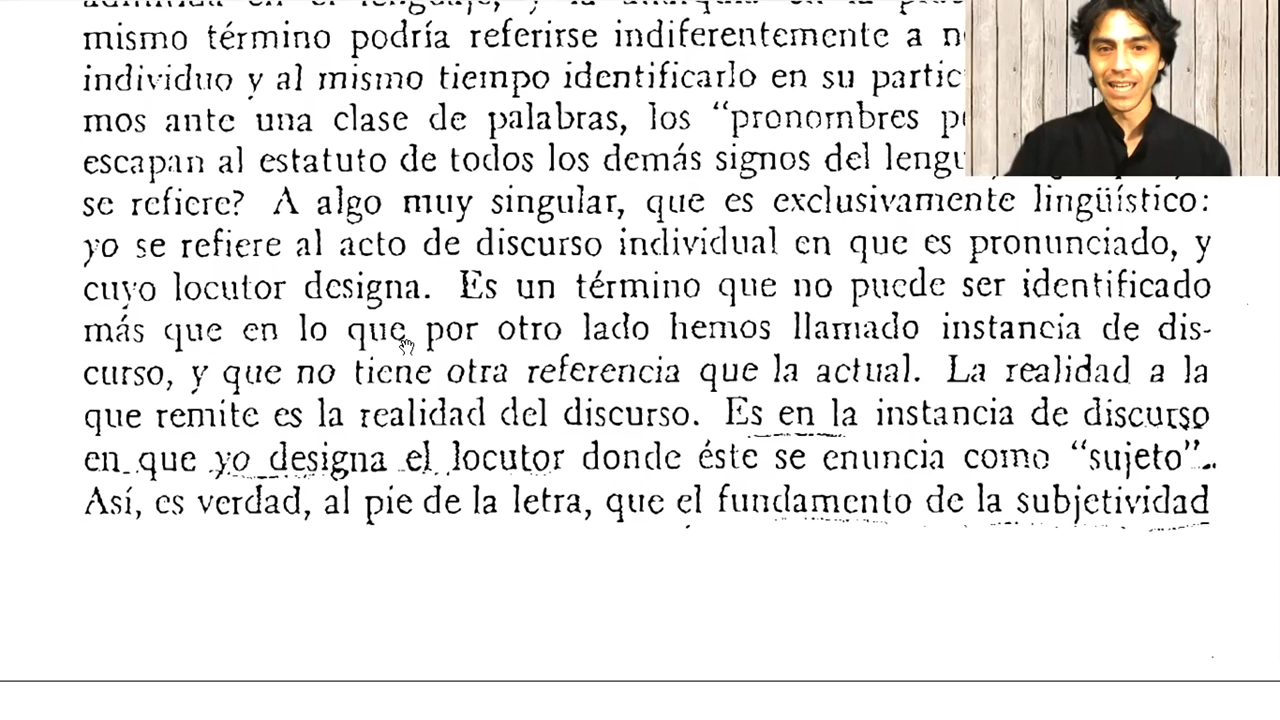 mismo término podría referirse indiferentemente a
individuo y al mismo tiempo identificarlo en su
mos ante una clase de palabras, los “pronombres
escapan al estatuto de todos los demás signos del
se refiere? A algo muy singular, que es exclusivamente lingüístico:
yo se refiere al acto de discurso individual en que es pronunciado, y
cuyo locutor designa. Es un término que no puede ser identificado
más que en lo que por otro lado hemos llamado instancia de dis-
curso, y que no tiene otra referencia que la actual. La realidad a la
que remite es la realidad del discurso. Es en la instancia de discurso
en que yo designa el locutor donde éste se enuncia como “sujeto”.
Así, es verdad, al pie de la letra, que el fundamento de la subjetividad